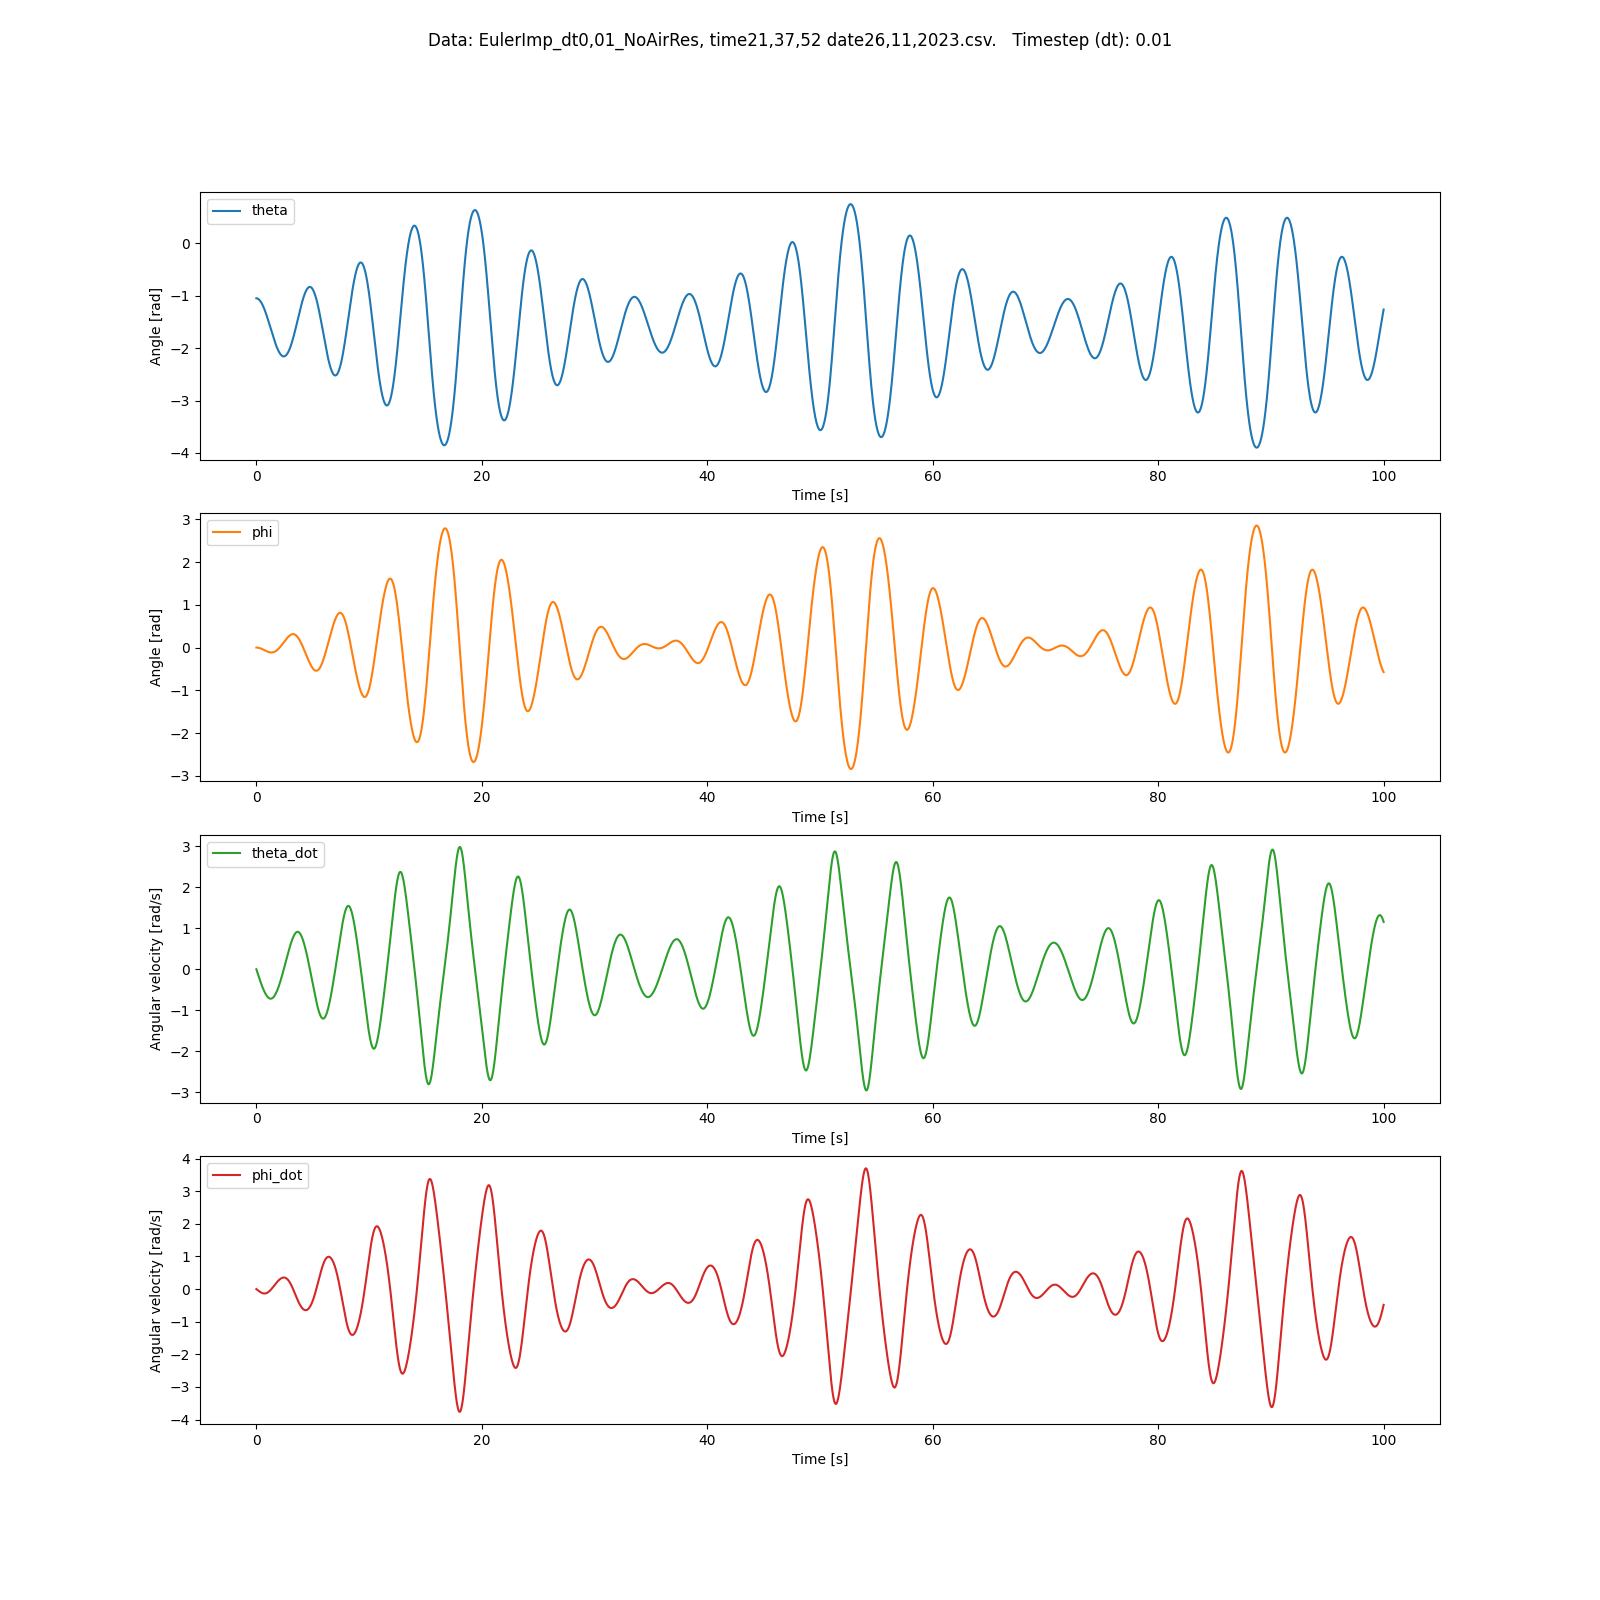 Data: EulerImp_dt0,01_NoAirRes, time21,37,52 date26,11,2023.csv.   Timestep (dt): 0.01
theta
Angle [rad]
0
−1
−2
−3
−4
0 20 40 60 80 100
Time [s]
phi
Angle [rad]
3
2
1
0
−1
−2
−3
0 20 40 60 80 100
Time [s]
theta_dot
Angular velocity [rad/s]
3
2
1
0
−1
−2
−3
0 20 40 60 80 100
Time [s]
phi_dot
Angular velocity [rad/s]
4
3
2
1
0
−1
−2
−3
−4
0 20 40 60 80 100
Time [s]